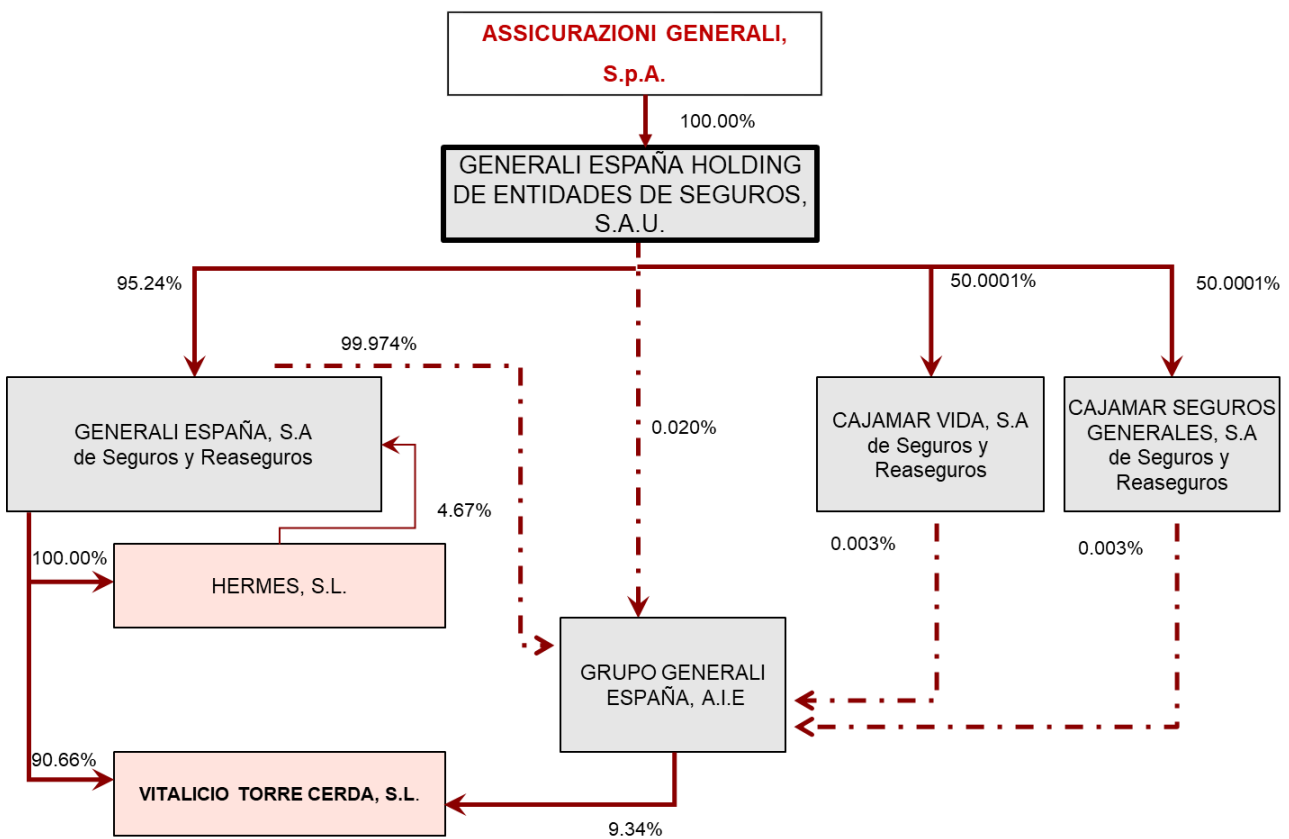 ASSICURAZIONI GENERALI,
S.p.A.
100.00%
GENERALI ESPAÑA HOLDING
DE ENTIDADES DE SEGUROS,
S.A.U.
95.24%
50.0001%
50.0001%
99.974%
GENERALI ESPAÑA, S.A
de Seguros y Reaseguros
0.020%
CAJAMAR VIDA, S.A
de Seguros y
Reaseguros
CAJAMAR SEGUROS
GENERALES, S.A
de Seguros y
Reaseguros
4.67%
100.00%
HERMES, S.L.
0.003%
0.003%
GRUPO GENERALI
ESPAÑA, A.I.E
90.66%
VITALICIO TORRE CERDA, S.L.
9.34%